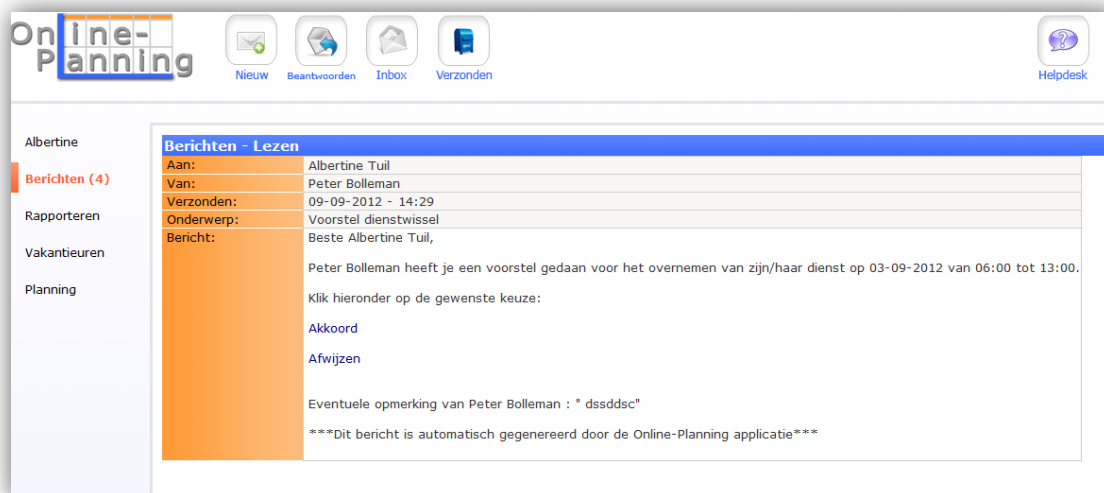 Online-
Planning
Nieuw
Beantwoorden
Inbox
Verzonden
Helpdesk
Albertine
Berichten (4)
Rapporteren
Vakantieuren
Planning
Berichten - Lezen
Aan: Albertine Tuil
Van: Peter Bolleman
Verzonden: 09-09-2012 - 14:29
Onderwerp: Voorstel dienstwissel
Bericht: Beste Albertine Tuil,
Peter Bolleman heeft je een voorstel gedaan voor het overnemen van zijn/haar dienst op 03-09-2012 van 06:00 tot 13:00.
Klik hieronder op de gewenste keuze:
Akkoord
Afwijzen
Eventuele opmerking van Peter Bolleman : " dssddsc"
***Dit bericht is automatisch gegenereerd door de Online-Planning applicatie***